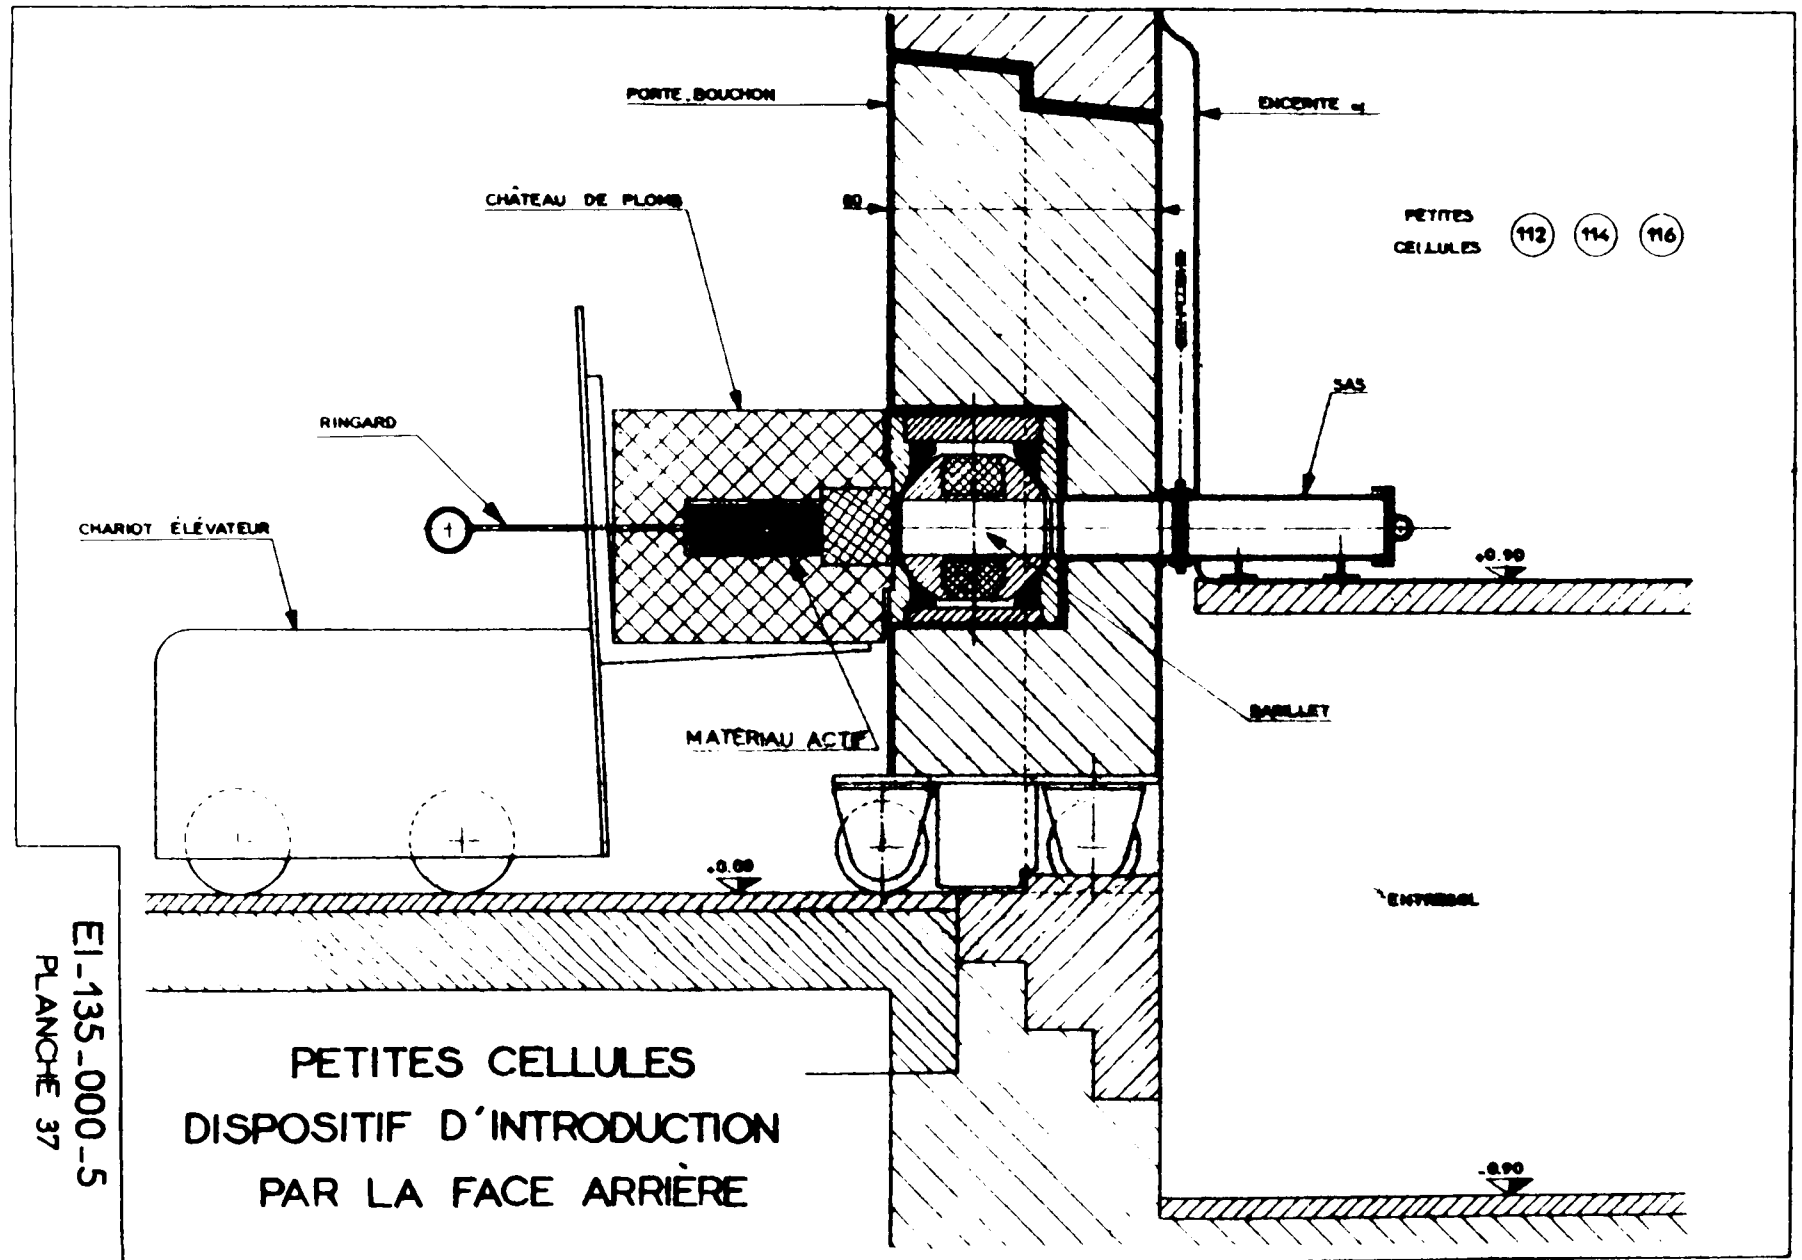 PORTE.BOUCHON
ENCEINTE α
CHÂTEAU DE PLOMB
80
PETITES
CELLULES 112 114 116
SAS
RINGARD
CHARIOT ÉLÉVATEUR
+0.90
BARILLET
MATÉRIAU ACTIF
+0.00
ENTRESOL
EI-135-000-5
PLANCHE 37
PETITES CELLULES
DISPOSITIF D'INTRODUCTION
PAR LA FACE ARRIÈRE
-0.90